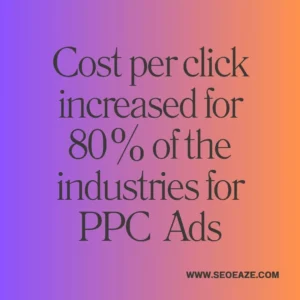 Cost per click
increased for
80% of the
industries for
PPC Ads
WWW.SEOEAZE.COM